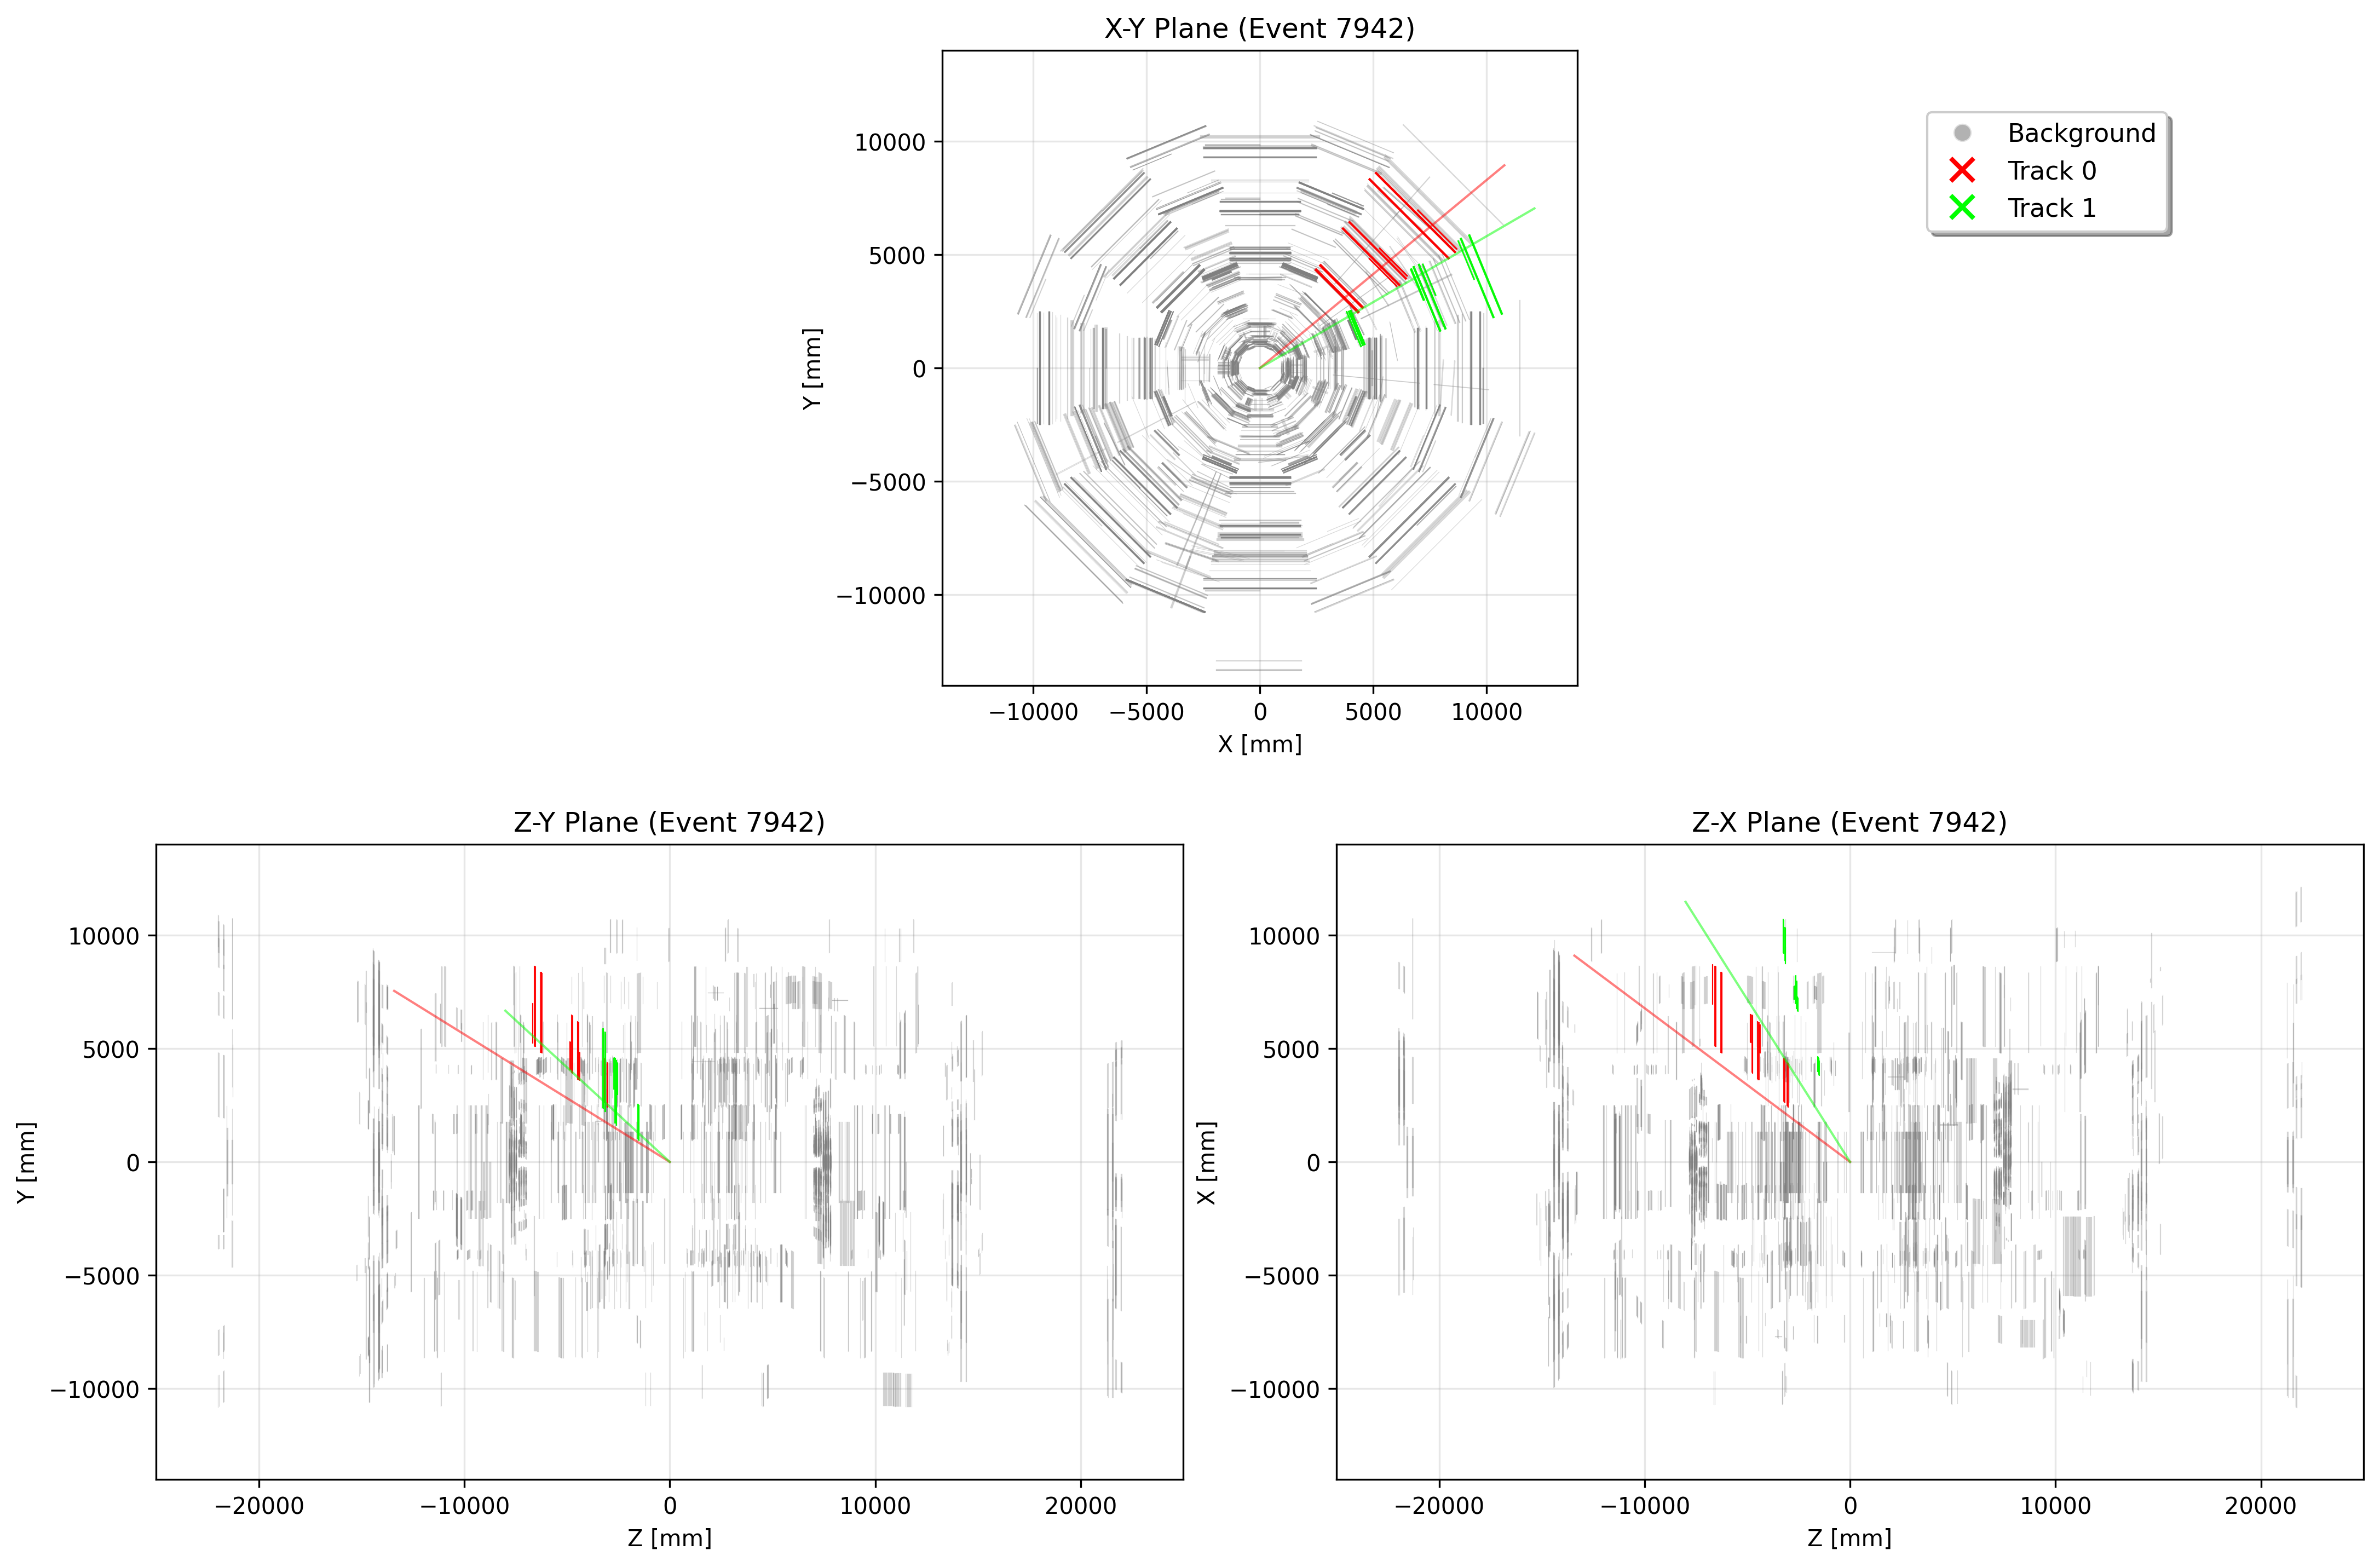 X-Y Plane (Event 7942)
10000
5000
0
−5000
−10000
Y [mm]
−10000 −5000 0 5000 10000
X [mm]
Background
Track 0
Track 1
Z-Y Plane (Event 7942)
10000
5000
0
−5000
−10000
Y [mm]
−20000 −10000 0 10000 20000
Z [mm]
Z-X Plane (Event 7942)
10000
5000
0
−5000
−10000
X [mm]
−20000 −10000 0 10000 20000
Z [mm]